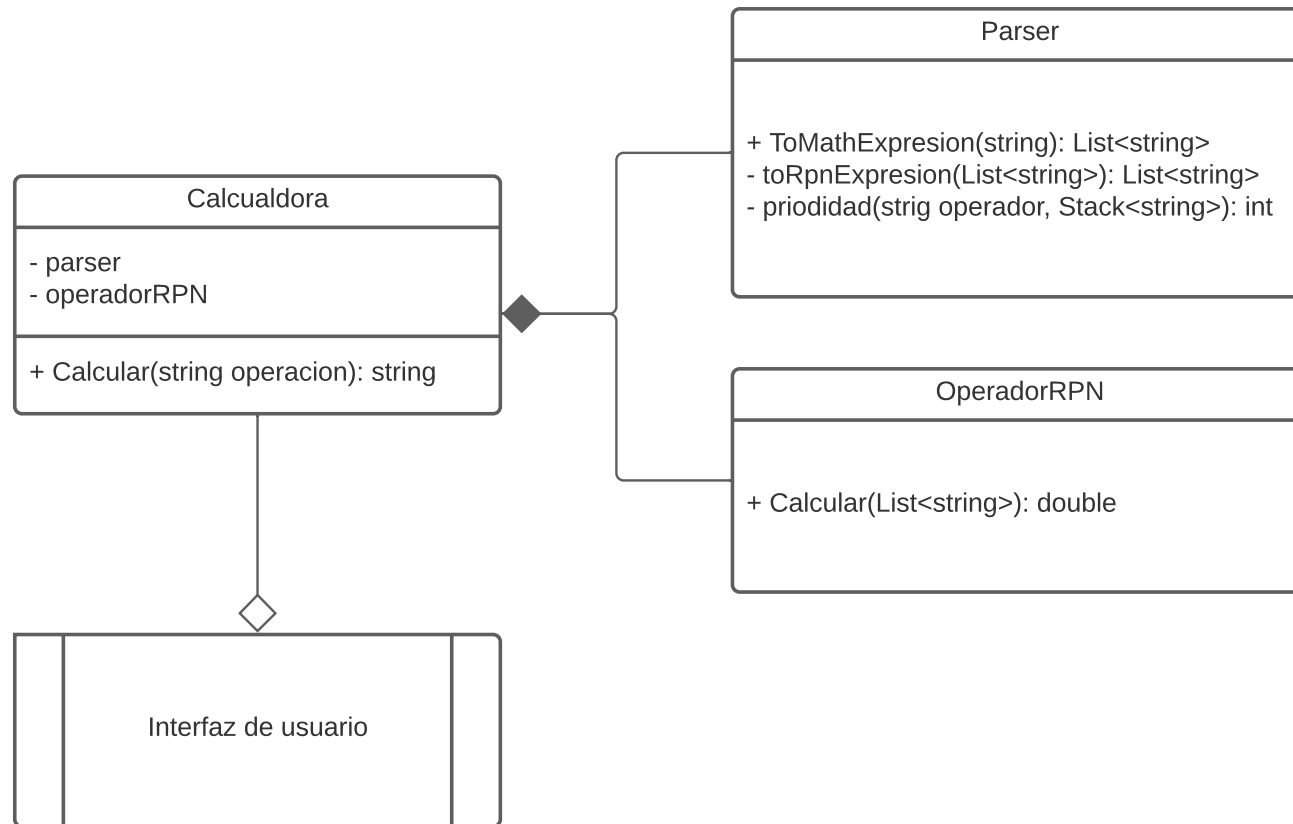 Parser
+ ToMathExpresion(string): List<string>
- toRpnExpresion(List<string>): List<string>
- priodidad(strig operador, Stack<string>): int
Calcualdora
- parser
- operadorRPN
+ Calcular(string operacion): string
OperadorRPN
+ Calcular(List<string>): double
Interfaz de usuario